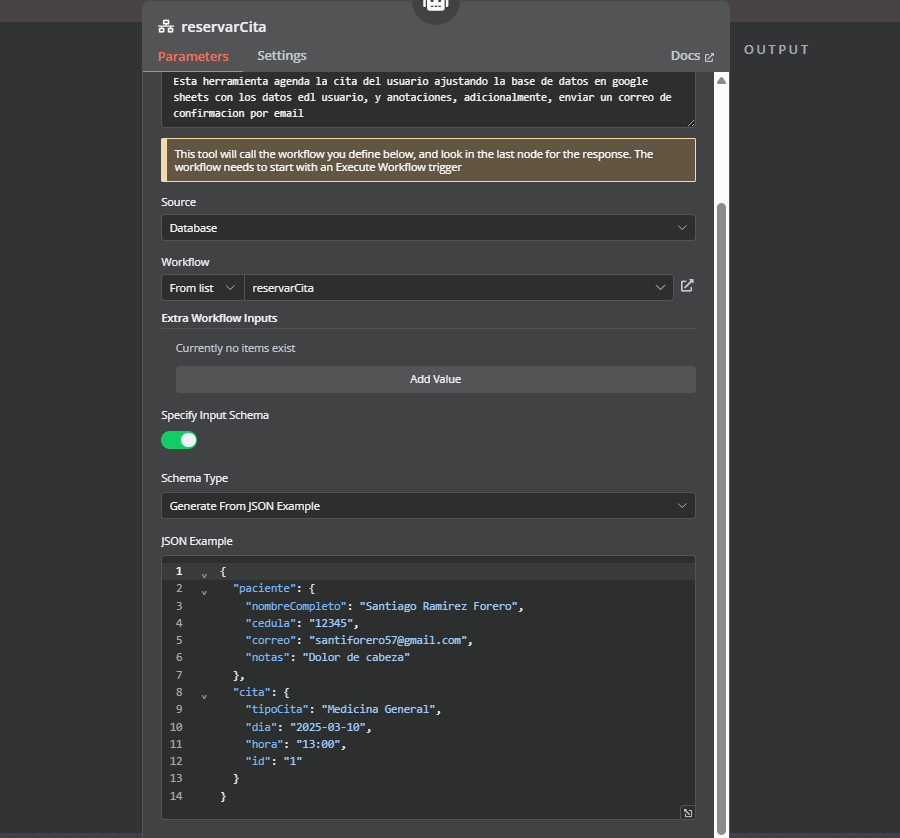 reservarCita
Parameters
Settings
Docs
OUTPUT
Esta herramienta agenda la cita del usuario ajustando la base de datos en google
sheets con los datos edl usuario, y anotaciones, adicionalmente, enviar un correo de
confirmacion por email
This tool will call the workflow you define below, and look in the last node for the response. The
workflow needs to start with an Execute Workflow trigger
Source
Database
Workflow
From list
reservarCita
Extra Workflow Inputs
Currently no items exist
Add Value
Specify Input Schema
Schema Type
Generate From JSON Example
JSON Example
1 {
2 "paciente": {
3 "nombreCompleto": "Santiago Ramirez Forero",
4 "cedula": "12345",
5 "correo": "santiforero57@gmail.com",
6 "notas": "Dolor de cabeza"
7 },
8 "cita": {
9 "tipoCita": "Medicina General",
10 "dia": "2025-03-10",
11 "hora": "13:00",
12 "id": "1"
13 }
14 }